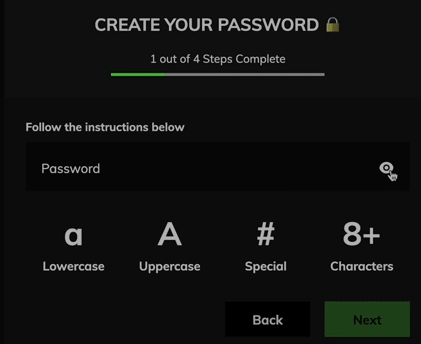 CREATE YOUR PASSWORD 🔒
1 out of 4 Steps Complete
Follow the instructions below
Password
a A # 8+
Lowercase Uppercase Special Characters
Back Next